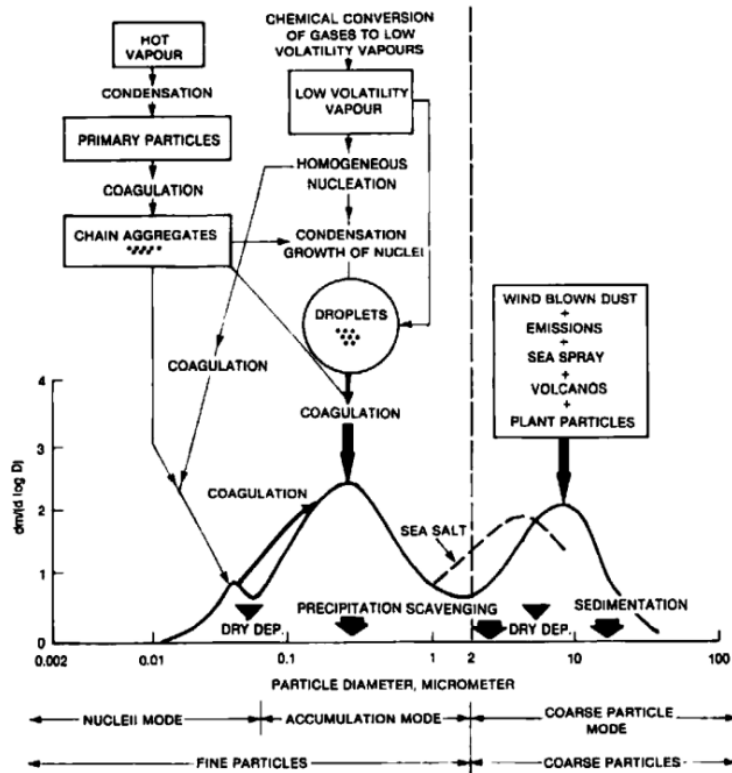 HOT
VAPOUR
CONDENSATION
PRIMARY PARTICLES
COAGULATION
CHAIN AGGREGATES
CHEMICAL CONVERSION
OF GASES TO LOW
VOLATILITY VAPOURS
LOW VOLATILITY
VAPOUR
HOMOGENEOUS
NUCLEATION
CONDENSATION
GROWTH OF NUCLEI
DROPLETS
COAGULATION
COAGULATION
COAGULATION
WIND BLOWN DUST
+
EMISSIONS
+
SEA SPRAY
+
VOLCANOS
+
PLANT PARTICLES
SEA SALT
dm/(d log D)
4
3
2
1
0
DRY DEP.
PRECIPITATION SCAVENGING
DRY DEP.
SEDIMENTATION
0.002 0.01 0.1 1 2 10 100
PARTICLE DIAMETER, MICROMETER
NUCLEII MODE ACCUMULATION MODE COARSE PARTICLE
MODE
FINE PARTICLES COARSE PARTICLES